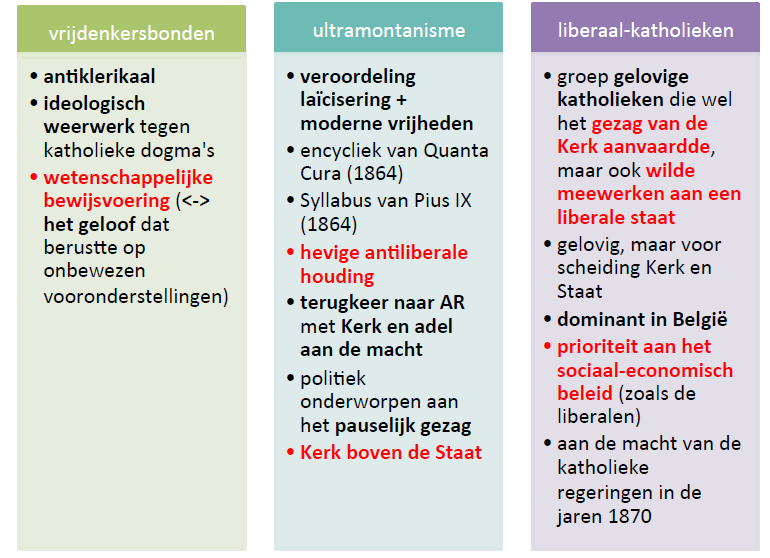 vrijdenkersbonden
• antiklerikaal
• ideologisch
weerwerk tegen
katholieke dogma's
• wetenschappelijke
bewijsvoering (<->
het geloof dat
berustte op
onbewezen
vooronderstellingen)
ultramontanisme
• veroordeling
laïcisering +
moderne vrijheden
• encycliek van Quanta
Cura (1864)
• Syllabus van Pius IX
(1864)
• hevige antiliberale
houding
• terugkeer naar AR
met Kerk en adel
aan de macht
• politiek
onderworpen aan
het pauselijk gezag
• Kerk boven de Staat
liberaal-katholieken
• groep gelovige
katholieken die wel
het gezag van de
Kerk aanvaardde,
maar ook wilde
meewerken aan een
liberale staat
• gelovig, maar voor
scheiding Kerk en
Staat
• dominant in België
• prioriteit aan het
sociaal-economisch
beleid (zoals de
liberalen)
• aan de macht van de
katholieke
regeringen in de
jaren 1870